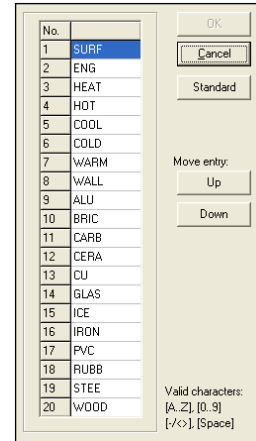 No.
1 SURF
2 ENG
3 HEAT
4 HOT
5 COOL
6 COLD
7 WARM
8 WALL
9 ALU
10 BRIC
11 CARB
12 CERA
13 CU
14 GLAS
15 ICE
16 IRON
17 PVC
18 RUBB
19 STEE
20 WOOD
OK
Cancel
Standard
Move entry:
Up
Down
Valid characters:
[A..Z], [0..9]
[-/<>], [Space]